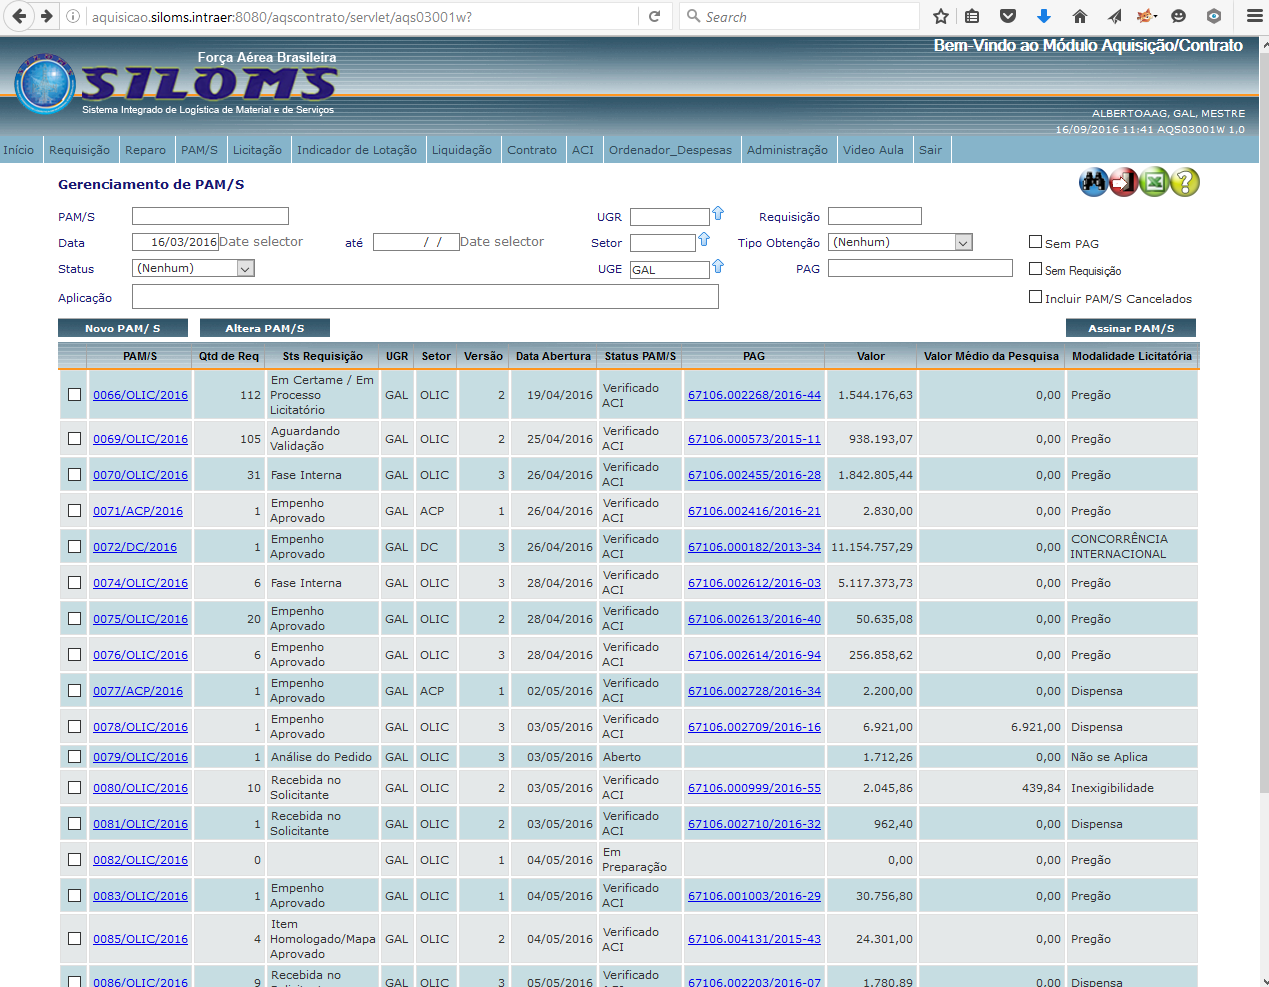 aquisicao.siloms.intraer:8080/aqscontrato/servlet/aqs03001w?
Search
Bem-Vindo ao Módulo Aquisição/Contrato
Força Aérea Brasileira
SILOMS
Sistema Integrado de Logística de Material e de Serviços
ALBERTOAAG, GAL, MESTRE
16/09/2016 11:41 AQS03001W 1.0
Início Requisição Reparo PAM/S Licitação Indicador de Lotação Liquidação Contrato ACI Ordenador_Despesas Administração Video Aula Sair
Gerenciamento de PAM/S
PAM/S UGR Requisição
Data 16/03/2016 Date selector até / / Date selector Setor Tipo Obtenção (Nenhum) Sem PAG
Status (Nenhum) UGE GAL PAG Sem Requisição
Aplicação Incluir PAM/S Cancelados
Novo PAM/ S Altera PAM/S Assinar PAM/S
PAM/S Qtd de Req Sts Requisição UGR Setor Versão Data Abertura Status PAM/S PAG Valor Valor Médio da Pesquisa Modalidade Licitatória
0066/OLIC/2016 112 Em Certame / Em Processo Licitatório GAL OLIC 2 19/04/2016 Verificado ACI 67106.002268/2016-44 1.544.176,63 0,00 Pregão
0069/OLIC/2016 105 Aguardando Validação GAL OLIC 2 25/04/2016 Verificado ACI 67106.000573/2015-11 938.193,07 0,00 Pregão
0070/OLIC/2016 31 Fase Interna GAL OLIC 3 26/04/2016 Verificado ACI 67106.002455/2016-28 1.842.805,44 0,00 Pregão
0071/ACP/2016 1 Empenho Aprovado GAL ACP 1 26/04/2016 Verificado ACI 67106.002416/2016-21 2.830,00 0,00 Pregão
0072/DC/2016 1 Empenho Aprovado GAL DC 3 26/04/2016 Verificado ACI 67106.000182/2013-34 11.154.757,29 0,00 CONCORRÊNCIA INTERNACIONAL
0074/OLIC/2016 6 Fase Interna GAL OLIC 3 28/04/2016 Verificado ACI 67106.002612/2016-03 5.117.373,73 0,00 Pregão
0075/OLIC/2016 20 Empenho Aprovado GAL OLIC 2 28/04/2016 Verificado ACI 67106.002613/2016-40 50.635,08 0,00 Pregão
0076/OLIC/2016 6 Empenho Aprovado GAL OLIC 3 28/04/2016 Verificado ACI 67106.002614/2016-94 256.858,62 0,00 Pregão
0077/ACP/2016 1 Empenho Aprovado GAL ACP 1 02/05/2016 Verificado ACI 67106.002728/2016-34 2.200,00 0,00 Dispensa
0078/OLIC/2016 1 Empenho Aprovado GAL OLIC 3 03/05/2016 Verificado ACI 67106.002709/2016-16 6.921,00 6.921,00 Dispensa
0079/OLIC/2016 1 Análise do Pedido GAL OLIC 3 03/05/2016 Aberto 1.712,26 0,00 Não se Aplica
0080/OLIC/2016 10 Recebida no Solicitante GAL OLIC 2 03/05/2016 Verificado ACI 67106.000999/2016-55 2.045,86 439,84 Inexigibilidade
0081/OLIC/2016 1 Recebida no Solicitante GAL OLIC 2 03/05/2016 Verificado ACI 67106.002710/2016-32 962,40 0,00 Dispensa
0082/OLIC/2016 0 GAL OLIC 1 04/05/2016 Em Preparação 0,00 0,00 Pregão
0083/OLIC/2016 1 Empenho Aprovado GAL OLIC 1 04/05/2016 Verificado ACI 67106.001003/2016-29 30.756,80 0,00 Pregão
0085/OLIC/2016 4 Item Homologado/Mapa Aprovado GAL OLIC 2 04/05/2016 Verificado ACI 67106.004131/2015-43 24.301,00 0,00 Pregão
0086/OLIC/2016 9 Recebida no GAL OLIC 3 05/05/2016 Verificado ACI 67106.002203/2016-07 1.780,89 0,00 Dispensa